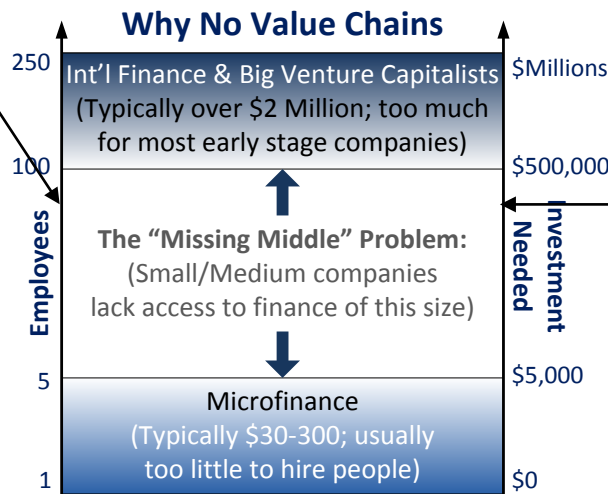 Why No Value Chains
250
Int'l Finance & Big Venture Capitalists
$Millions
(Typically over $2 Million; too much
for most early stage companies)
100
$500,000
The “Missing Middle” Problem:
(Small/Medium companies
lack access to finance of this size)
Employees
Investment
Needed
5
$5,000
Microfinance
(Typically $30-300; usually
too little to hire people)
1
$0